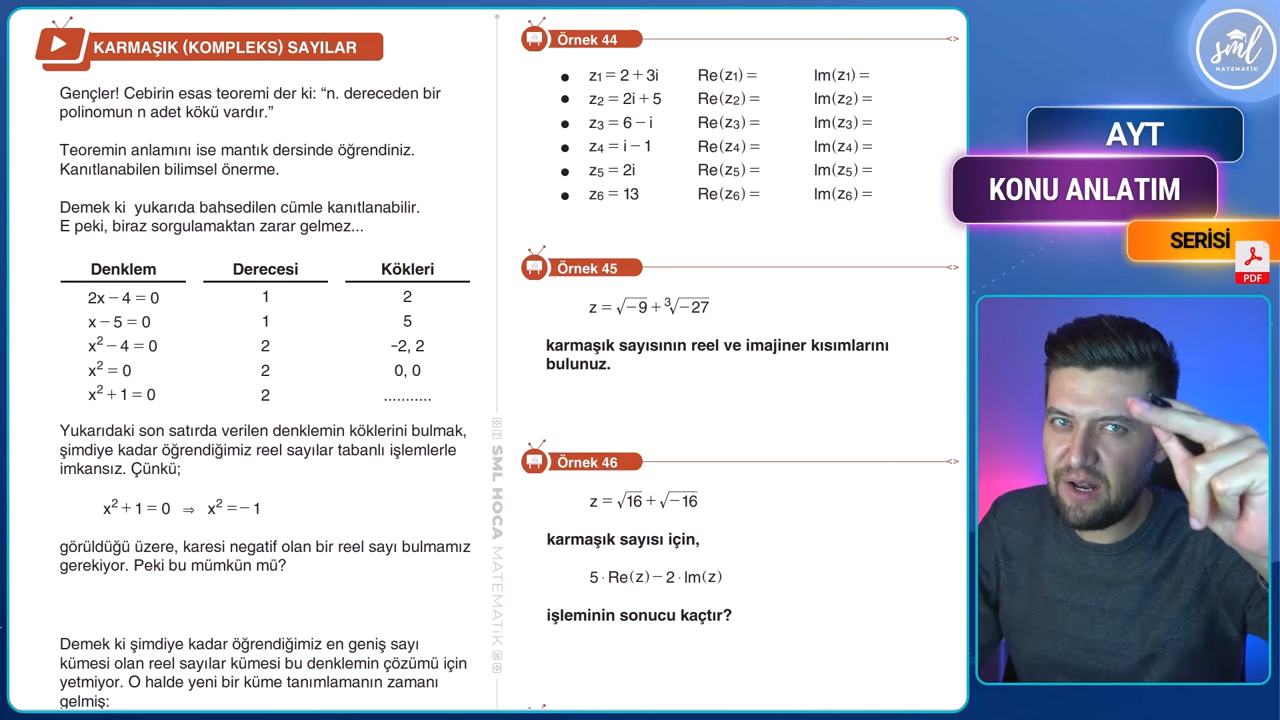 KARMAŞIK (KOMPLEKS) SAYILAR
Gençler! Cebirin esas teoremi der ki: “n. dereceden bir
polinomun n adet kökü vardır.”
Teoremin anlamını ise mantık dersinde öğrendiniz.
Kanıtlanabilen bilimsel önerme.
Demek ki yukarıda bahsedilen cümle kanıtlanabilir.
E peki, biraz sorgulamaktan zarar gelmez...
Denklem Derecesi Kökleri
2x − 4 = 0 1 2
x − 5 = 0 1 5
x² − 4 = 0 2 -2, 2
x² = 0 2 0, 0
x² + 1 = 0 2 ...........
Yukarıdaki son satırda verilen denklemin köklerini bulmak,
şimdiye kadar öğrendiğimiz reel sayılar tabanlı işlemlerle
imkansız. Çünkü;
x² + 1 = 0 ⇒ x² = − 1
görüldüğü üzere, karesi negatif olan bir reel sayı bulmamız
gerekiyor. Peki bu mümkün mü?
Demek ki şimdiye kadar öğrendiğimiz en geniş sayı
kümesi olan reel sayılar kümesi bu denklemin çözümü için
yetmiyor. O halde yeni bir küme tanımlamanın zamanı
gelmiş:
SML HOCA MATEMATİK
Örnek 44
● z₁ = 2 + 3i Re(z₁) = Im(z₁) =
● z₂ = 2i + 5 Re(z₂) = Im(z₂) =
● z₃ = 6 − i Re(z₃) = Im(z₃) =
● z₄ = i − 1 Re(z₄) = Im(z₄) =
● z₅ = 2i Re(z₅) = Im(z₅) =
● z₆ = 13 Re(z₆) = Im(z₆) =
Örnek 45
z = √−9 + ³√−27
karmaşık sayısının reel ve imajiner kısımlarını
bulunuz.
Örnek 46
z = √16 + √−16
karmaşık sayısı için,
5 · Re(z) − 2 · Im(z)
işleminin sonucu kaçtır?
sml
MATEMATİK
AYT
KONU ANLATIM
SERİSİ
PDF